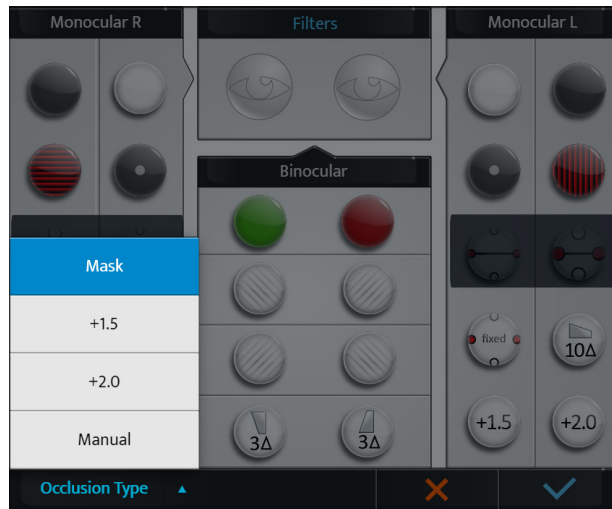 Monocular R
Filters
Monocular L
Binocular
Mask
+1.5
+2.0
Manual
3Δ
3Δ
fixed
10Δ
+1.5
+2.0
Occlusion Type